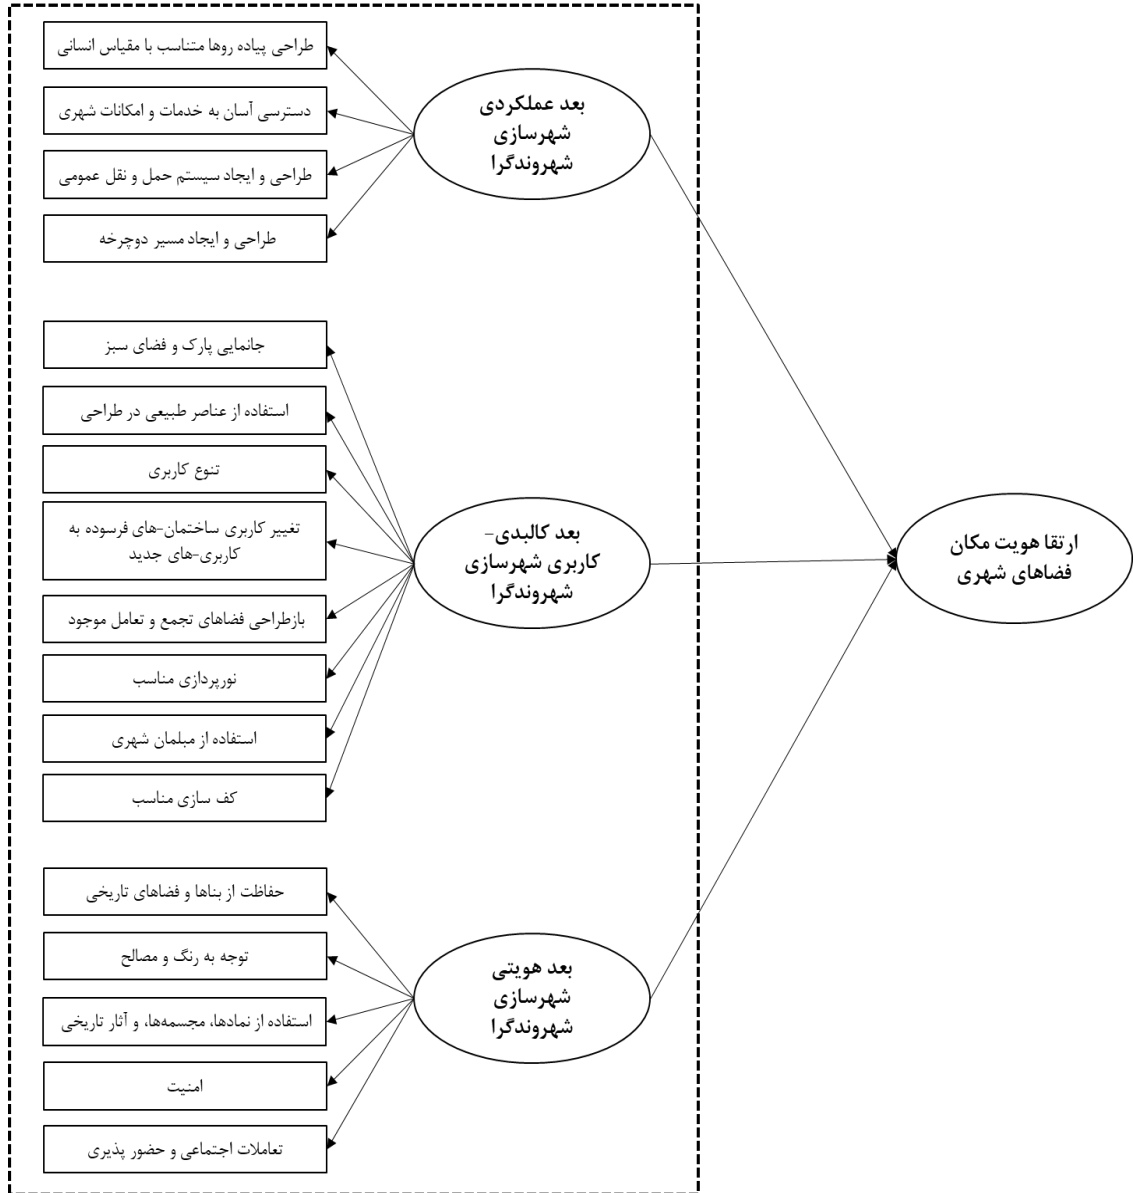 طراحی پیاده روها متناسب با مقیاس انسانی
دسترسی آسان به خدمات و امکانات شهری
طراحی و ایجاد سیستم حمل و نقل عمومی
طراحی و ایجاد مسیر دوچرخه
بعد عملکردی
شهرسازی
شهروندگرا
جانمایی پارک و فضای سبز
استفاده از عناصر طبیعی در طراحی
تنوع کاربری
تغییر کاربری ساختمان-های فرسوده به
کاربری-های جدید
بازطراحی فضاهای تجمع و تعامل موجود
نورپردازی مناسب
استفاده از مبلمان شهری
کف سازی مناسب
بعد کالبدی-
کاربری شهرسازی
شهروندگرا
ارتقا هویت مکان
فضاهای شهری
حفاظت از بناها و فضاهای تاریخی
توجه به رنگ و مصالح
استفاده از نمادها، مجسمه‌ها، و آثار تاریخی
امنیت
تعاملات اجتماعی و حضور پذیری
بعد هویتی
شهرسازی
شهروندگرا